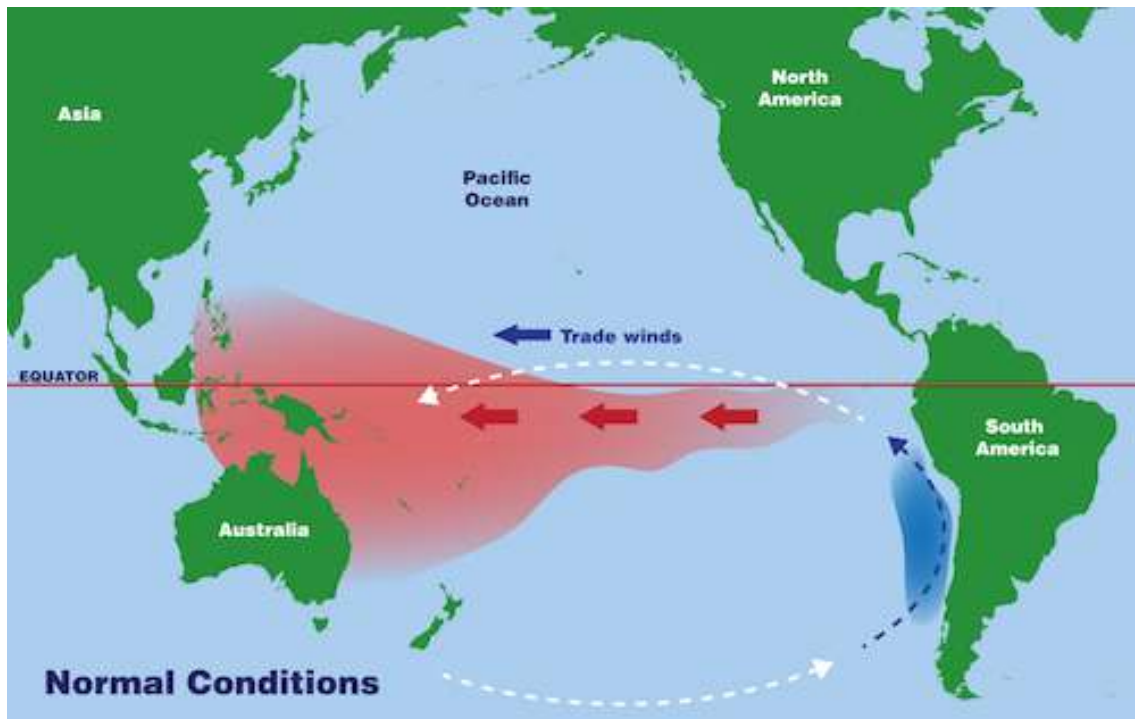 Asia
North
America
Pacific
Ocean
Trade winds
EQUATOR
South
America
Australia
Normal Conditions